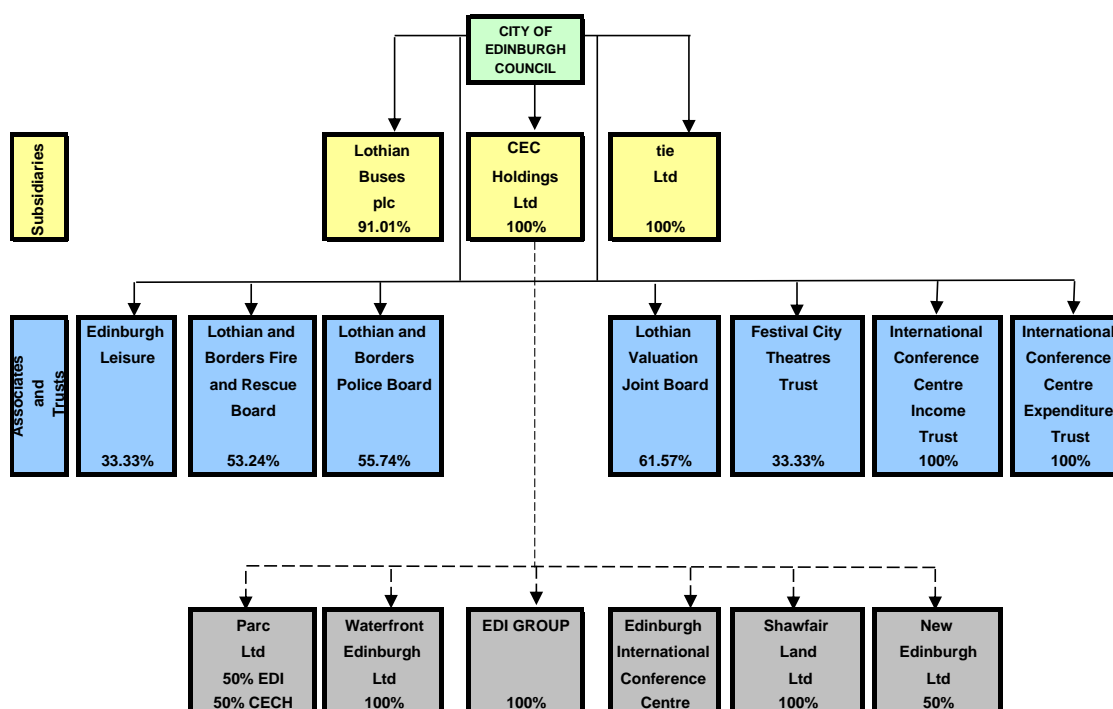 CITY OF
EDINBURGH
COUNCIL
Subsidiaries
Lothian
Buses
plc
91.01%
CEC
Holdings
Ltd
100%
tie
Ltd
100%
Associates
and
Trusts
Edinburgh
Leisure
33.33%
Lothian and
Borders Fire
and Rescue
Board
53.24%
Lothian and
Borders
Police Board
55.74%
Lothian
Valuation
Joint Board
61.57%
Festival City
Theatres
Trust
33.33%
International
Conference
Centre
Income
Trust
100%
International
Conference
Centre
Expenditure
Trust
100%
Parc
Ltd
50% EDI
50% CECH
Waterfront
Edinburgh
Ltd
100%
EDI GROUP
100%
Edinburgh
International
Conference
Centre
Shawfair
Land
Ltd
100%
New
Edinburgh
Ltd
50%